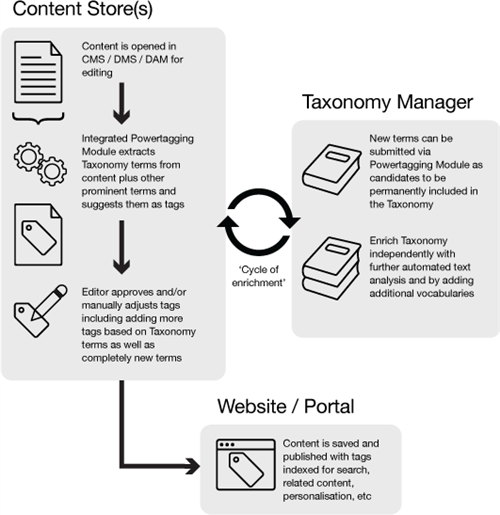 Content Store(s)
Content is opened in
CMS / DMS / DAM for
editing
Integrated Powertagging
Module extracts
Taxonomy terms from
content plus other
prominent terms and
suggests them as tags
Editor approves and/or
manually adjusts tags
including adding more
tags based on Taxonomy
terms as well as
completely new terms
'Cycle of
enrichment'
Taxonomy Manager
New terms can be
submitted via
Powertagging Module as
candidates to be
permanently included in
the Taxonomy
Enrich Taxonomy
independently with
further automated text
analysis and by adding
additional vocabularies
Website / Portal
Content is saved and
published with tags
indexed for search,
related content,
personalisation, etc